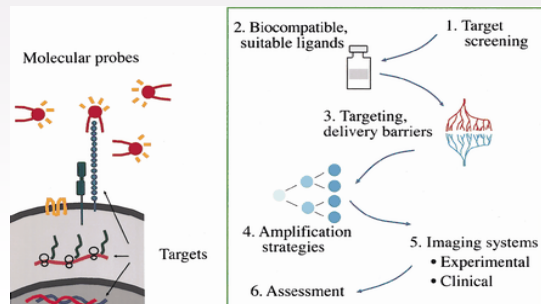 Molecular probes
Targets
1. Target
screening
2. Biocompatible,
suitable ligands
3. Targeting,
delivery barriers
4. Amplification
strategies
5. Imaging systems
• Experimental
• Clinical
6. Assessment